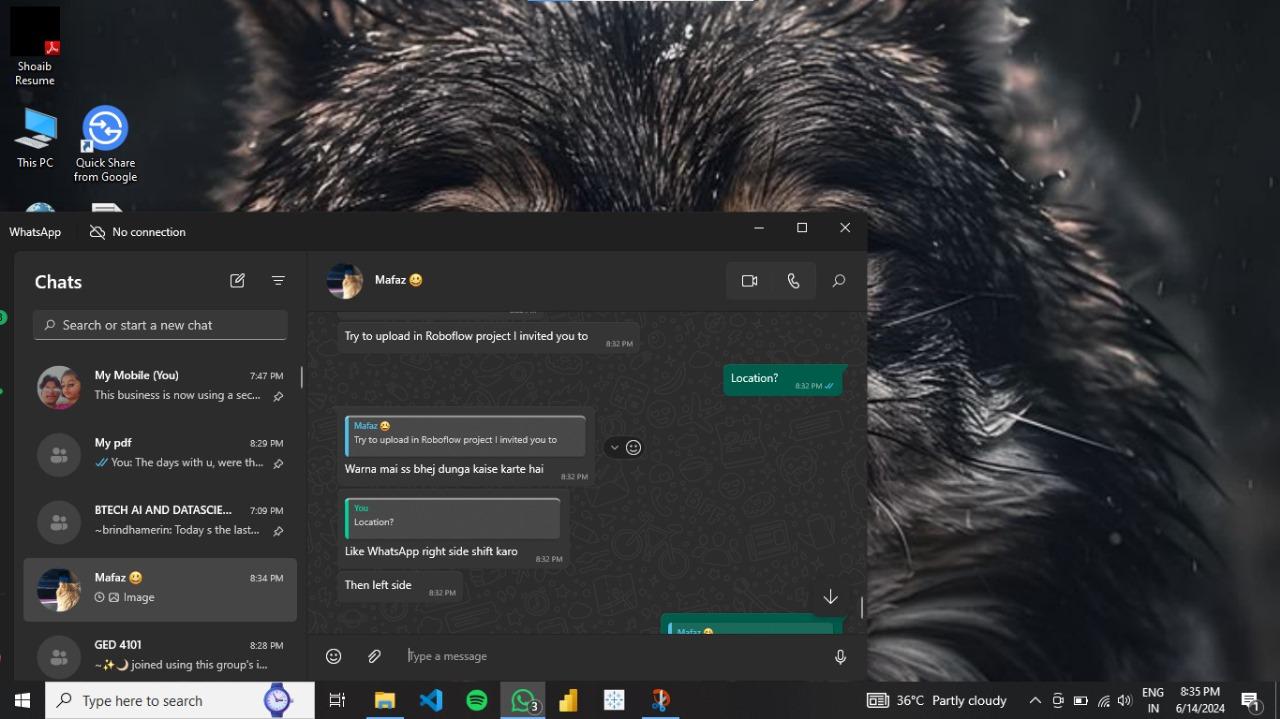 Shoaib
Resume
This PC
Quick Share
from Google
WhatsApp
No connection
Chats
Search or start a new chat
My Mobile (You) 7:47 PM
This business is now using a sec...
My pdf 8:29 PM
You: The days with u, were th...
BTECH AI AND DATASCIE... 7:09 PM
~brindhamerin: Today s the last...
Mafaz 😃 8:34 PM
Image
GED 4101 8:28 PM
~✨🌙 joined using this group's i...
Mafaz 😃
Try to upload in Roboflow project I invited you to 8:32 PM
Location? 8:32 PM
Mafaz 😃
Try to upload in Roboflow project I invited you to
Warna mai ss bhej dunga kaise karte hai 8:32 PM
You
Location?
Like WhatsApp right side shift karo 8:32 PM
Then left side 8:32 PM
Mafaz 😃
Type a message
Type here to search
3
36°C Partly cloudy
ENG
IN
8:35 PM
6/14/2024
1